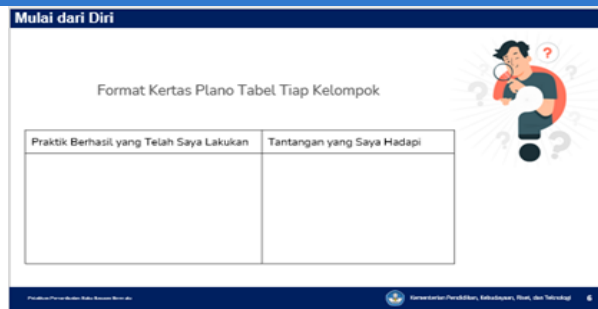 Mulai dari Diri
Format Kertas Plano Tabel Tiap Kelompok
Praktik Berhasil yang Telah Saya Lakukan
Tantangan yang Saya Hadapi
Kementerian Pendidikan, Kebudayaan, Riset, dan Teknologi
6